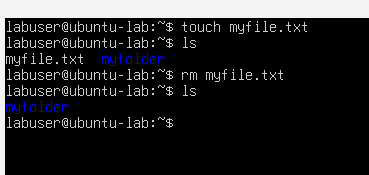 labuser@ubuntu-lab:~$ touch myfile.txt
labuser@ubuntu-lab:~$ ls
myfile.txt  myfolder
labuser@ubuntu-lab:~$ rm myfile.txt
labuser@ubuntu-lab:~$ ls
myfolder
labuser@ubuntu-lab:~$